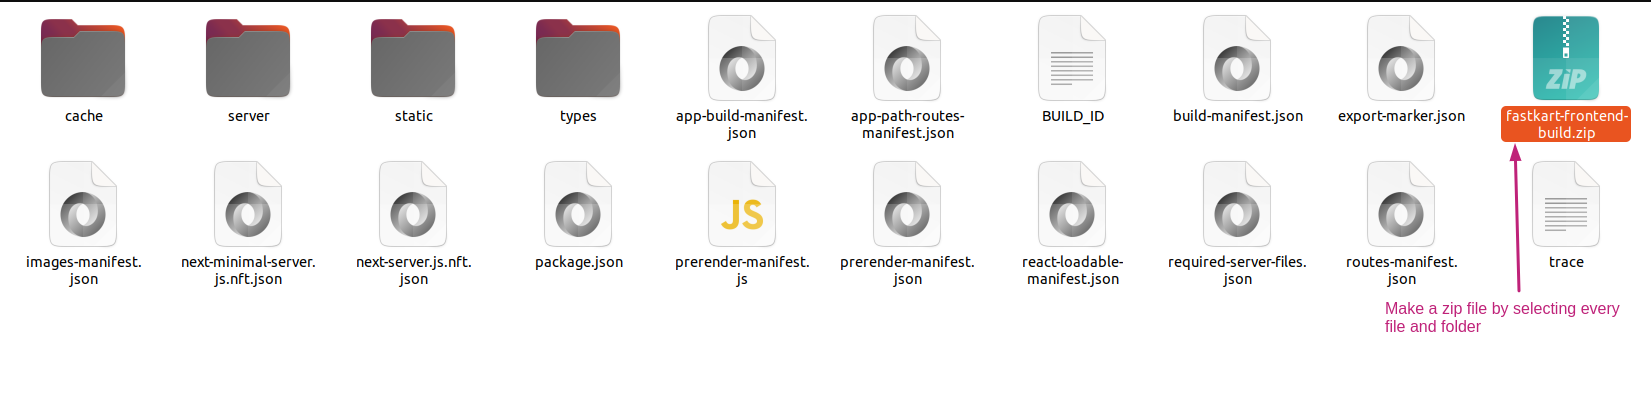 cache
server
static
types
app-build-manifest.
json
app-path-routes-
manifest.json
BUILD_ID
build-manifest.json
export-marker.json
ZiP
fastkart-frontend-
build.zip
images-manifest.
json
next-minimal-server.
js.nft.json
next-server.js.nft.
json
package.json
JS
prerender-manifest.
js
prerender-manifest.
json
react-loadable-
manifest.json
required-server-files.
json
routes-manifest.
json
trace
Make a zip file by selecting every
file and folder